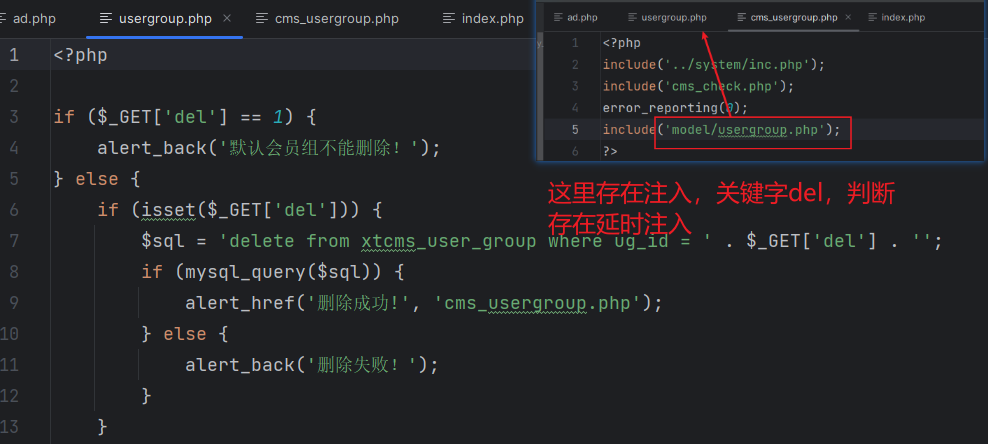 ad.php usergroup.php × cms_usergroup.php index.php
1 <?php
2
3 if ($_GET['del'] == 1) {
4 alert_back('默认会员组不能删除! ');
5 } else {
6 if (isset($_GET['del'])) {
7 $sql = 'delete from xtcms_user_group where ug_id = ' . $_GET['del'] . '';
8 if (mysql_query($sql)) {
9 alert_href('删除成功!', 'cms_usergroup.php');
10 } else {
11 alert_back('删除失败! ');
12 }
13 }
ad.php usergroup.php cms_usergroup.php × index.php
1 <?php
2 include('../system/inc.php');
3 include('cms_check.php');
4 error_reporting(0);
5 include('model/usergroup.php');
6 ?>
这里存在注入，关键字del，判断
存在延时注入